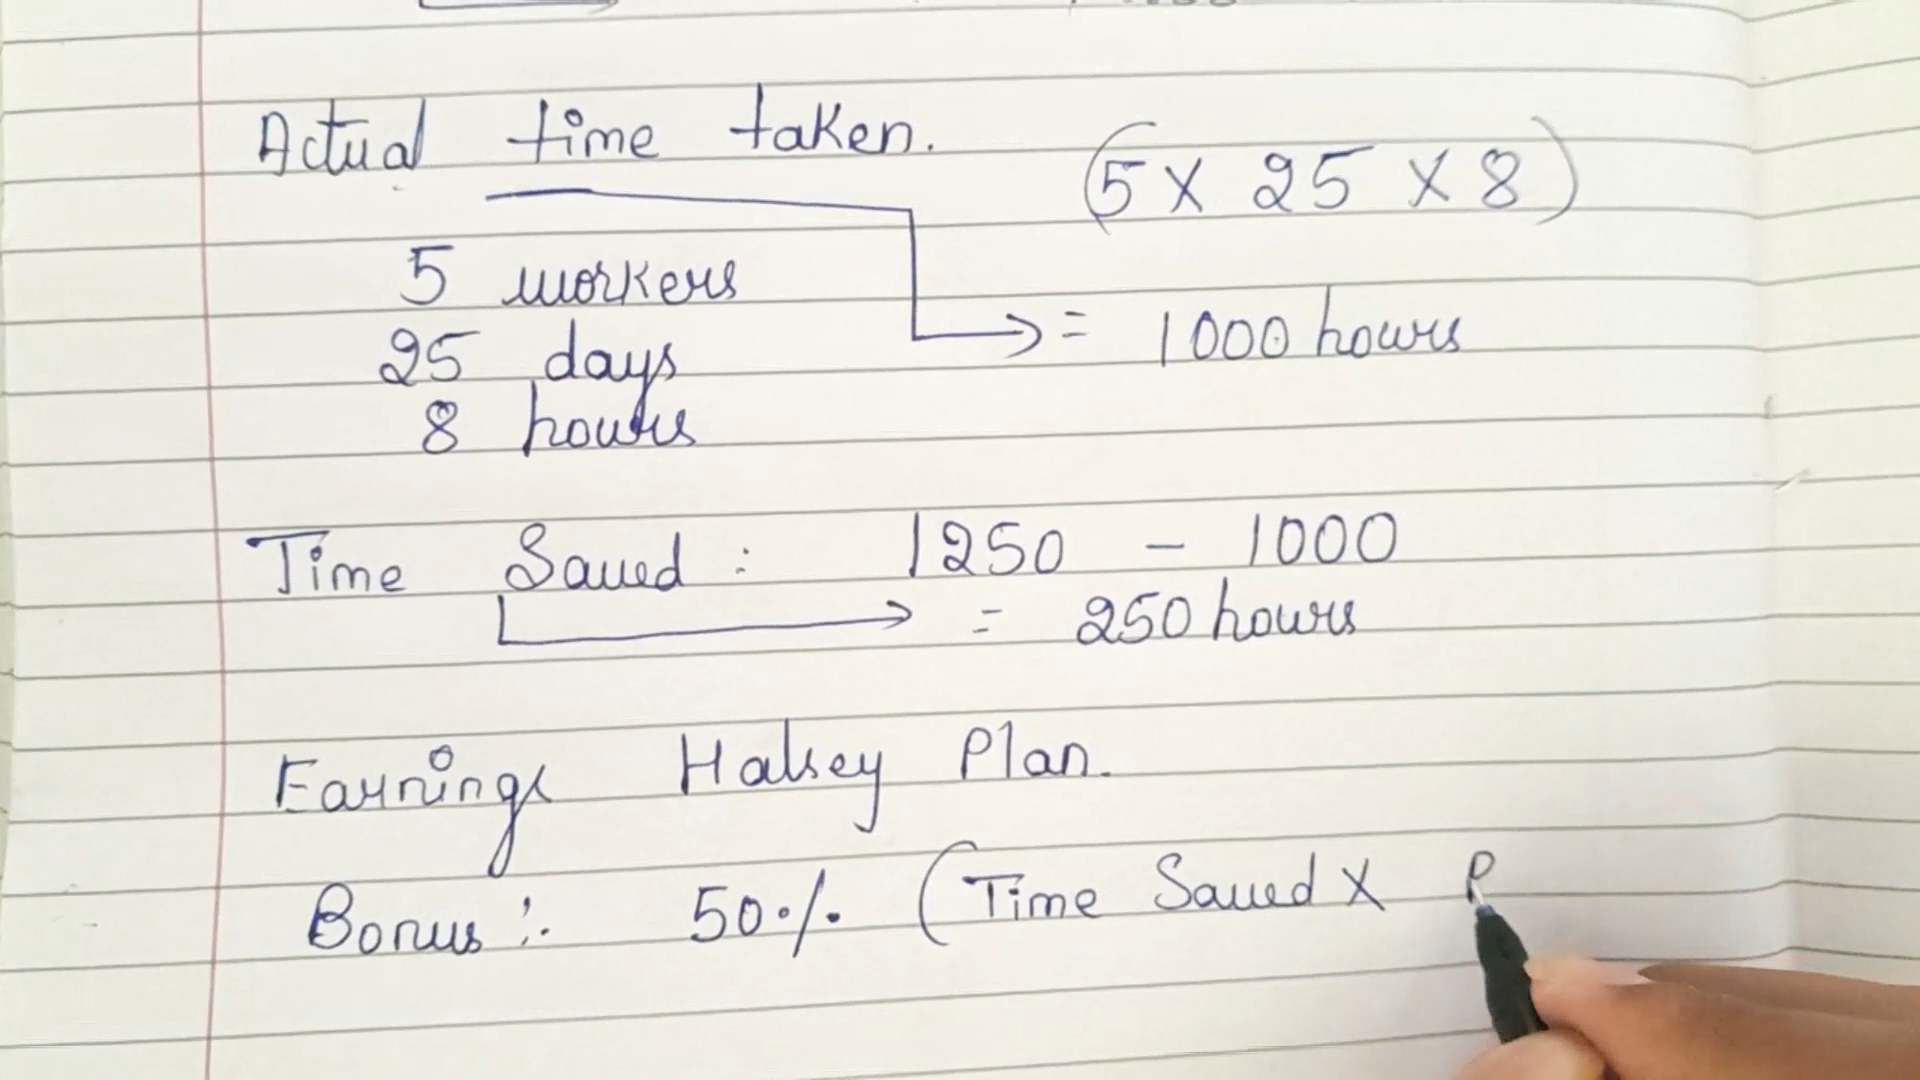 Actual time taken.
(5 X 25 X 8)
5 workers
25 days
8 hours
= 1000 hours
Time Saved : 1250 - 1000
= 250 hours
Earnings Halsey Plan.
Bonus :- 50% (Time Saved X